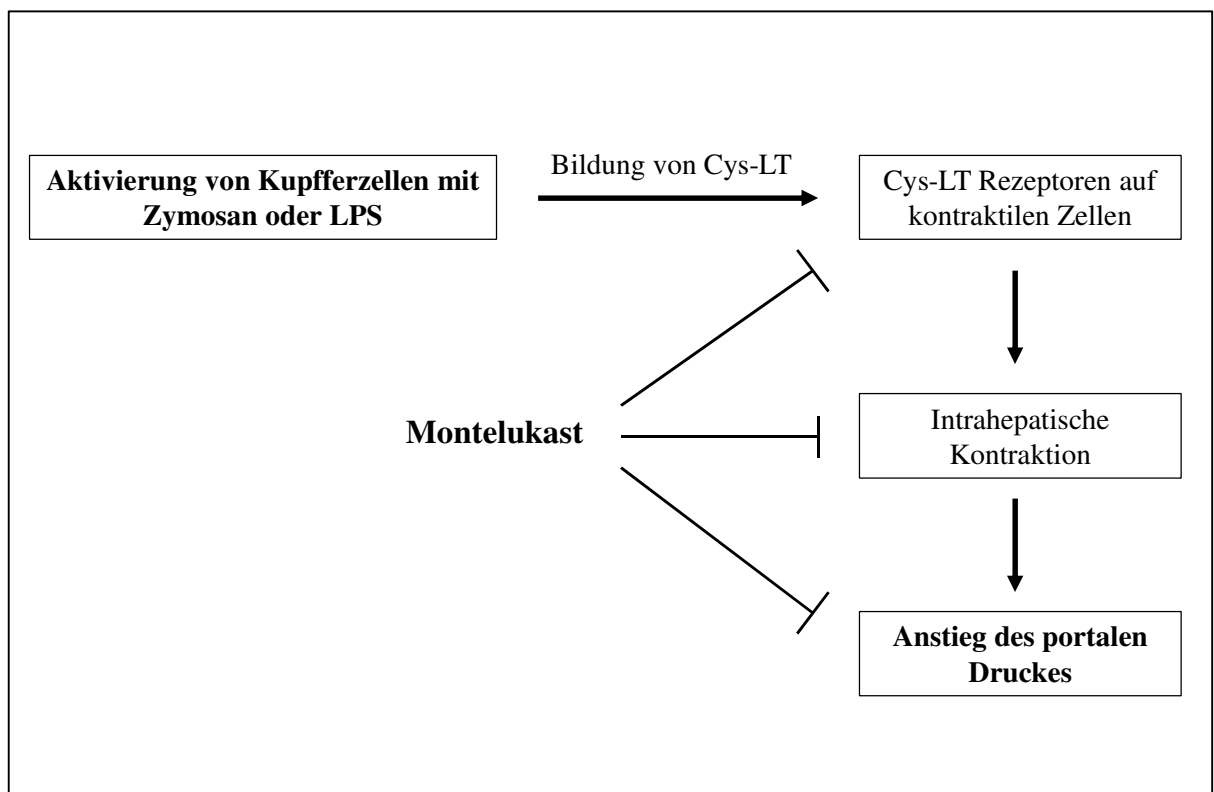 Aktivierung von Kupfferzellen mit
Zymosan oder LPS
Bildung von Cys-LT
Cys-LT Rezeptoren auf
kontraktilen Zellen
Montelukast
Intrahepatische
Kontraktion
Anstieg des portalen
Druckes